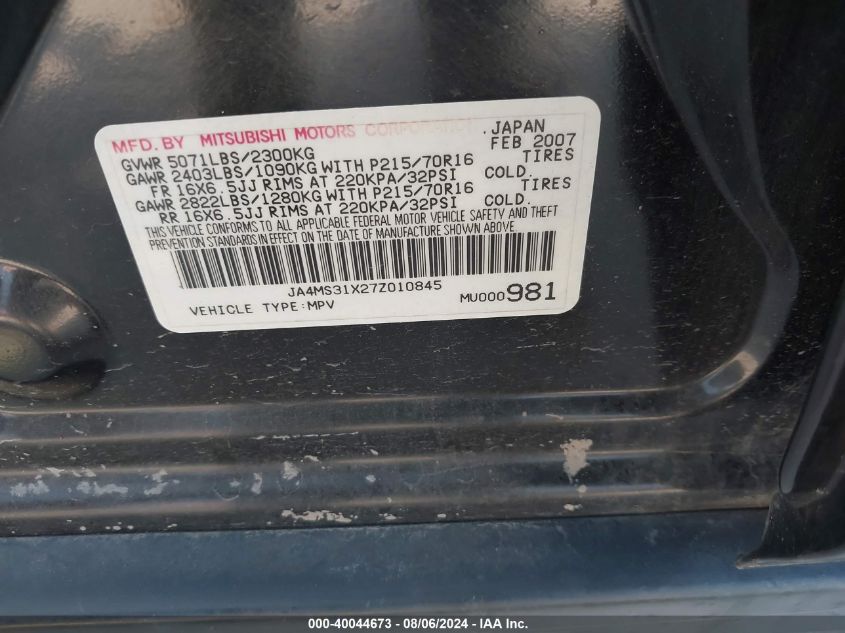 MFD. BY MITSUBISHI MOTORS CORPORATION. JAPAN
GVWR 5071LBS/2300KG FEB 2007
GAWR 2403LBS/1090KG WITH P215/70R16 TIRES
FR 16X6.5JJ RIMS AT 220KPA/32PSI COLD.
GAWR 2822LBS/1280KG WITH P215/70R16 TIRES
RR 16X6.5JJ RIMS AT 220KPA/32PSI COLD.
THIS VEHICLE CONFORMS TO ALL APPLICABLE FEDERAL MOTOR VEHICLE SAFETY AND THEFT
PREVENTION STANDARDS IN EFFECT ON THE DATE OF MANUFACTURE SHOWN ABOVE.
JA4MS31X27Z010845
VEHICLE TYPE:MPV MU000981
000-40044673 - 08/06/2024 - IAA Inc.